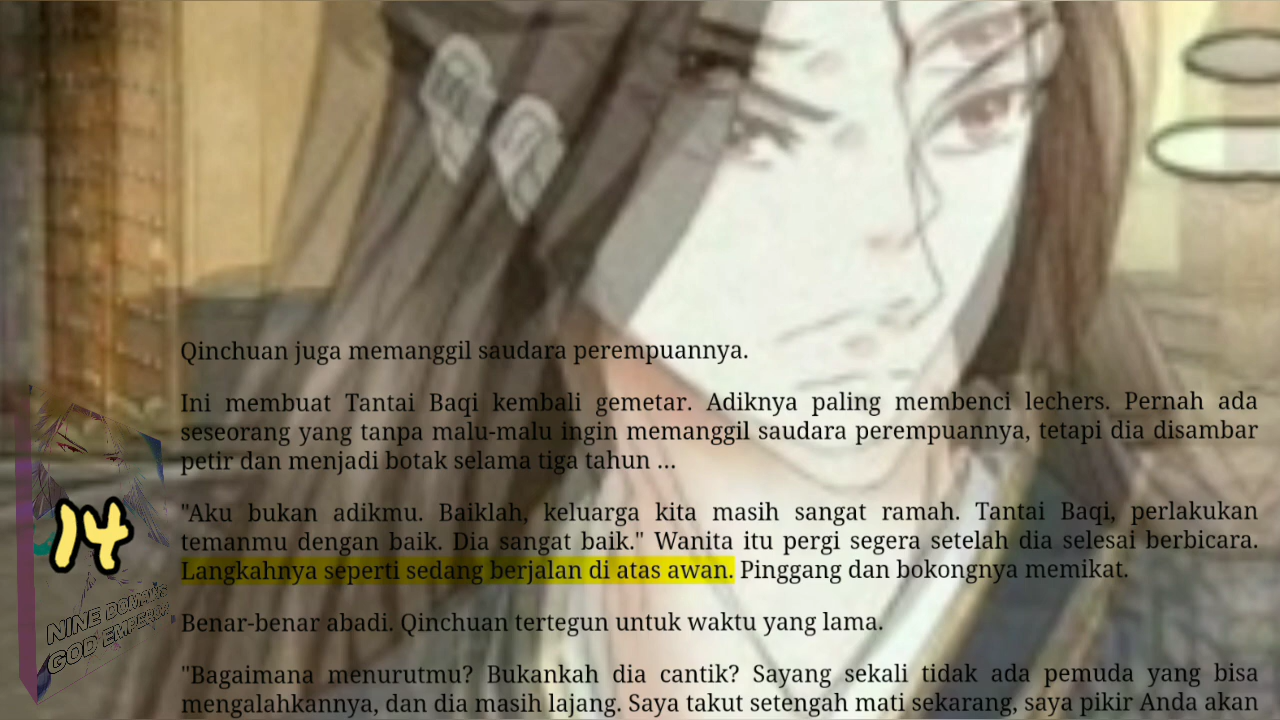 Qinchuan juga memanggil saudara perempuannya.
Ini membuat Tantai Baqi kembali gemetar. Adiknya paling membenci lechers. Pernah ada
seseorang yang tanpa malu-malu ingin memanggil saudara perempuannya, tetapi dia disambar
petir dan menjadi botak selama tiga tahun ...
"Aku bukan adikmu. Baiklah, keluarga kita masih sangat ramah. Tantai Baqi, perlakukan
temanmu dengan baik. Dia sangat baik." Wanita itu pergi segera setelah dia selesai berbicara.
Langkahnya seperti sedang berjalan di atas awan. Pinggang dan bokongnya memikat.
Benar-benar abadi. Qinchuan tertegun untuk waktu yang lama.
"Bagaimana menurutmu? Bukankah dia cantik? Sayang sekali tidak ada pemuda yang bisa
mengalahkannya, dan dia masih lajang. Saya takut setengah mati sekarang, saya pikir Anda akan
14
NINE DOMAINS
GOD EMPEROR